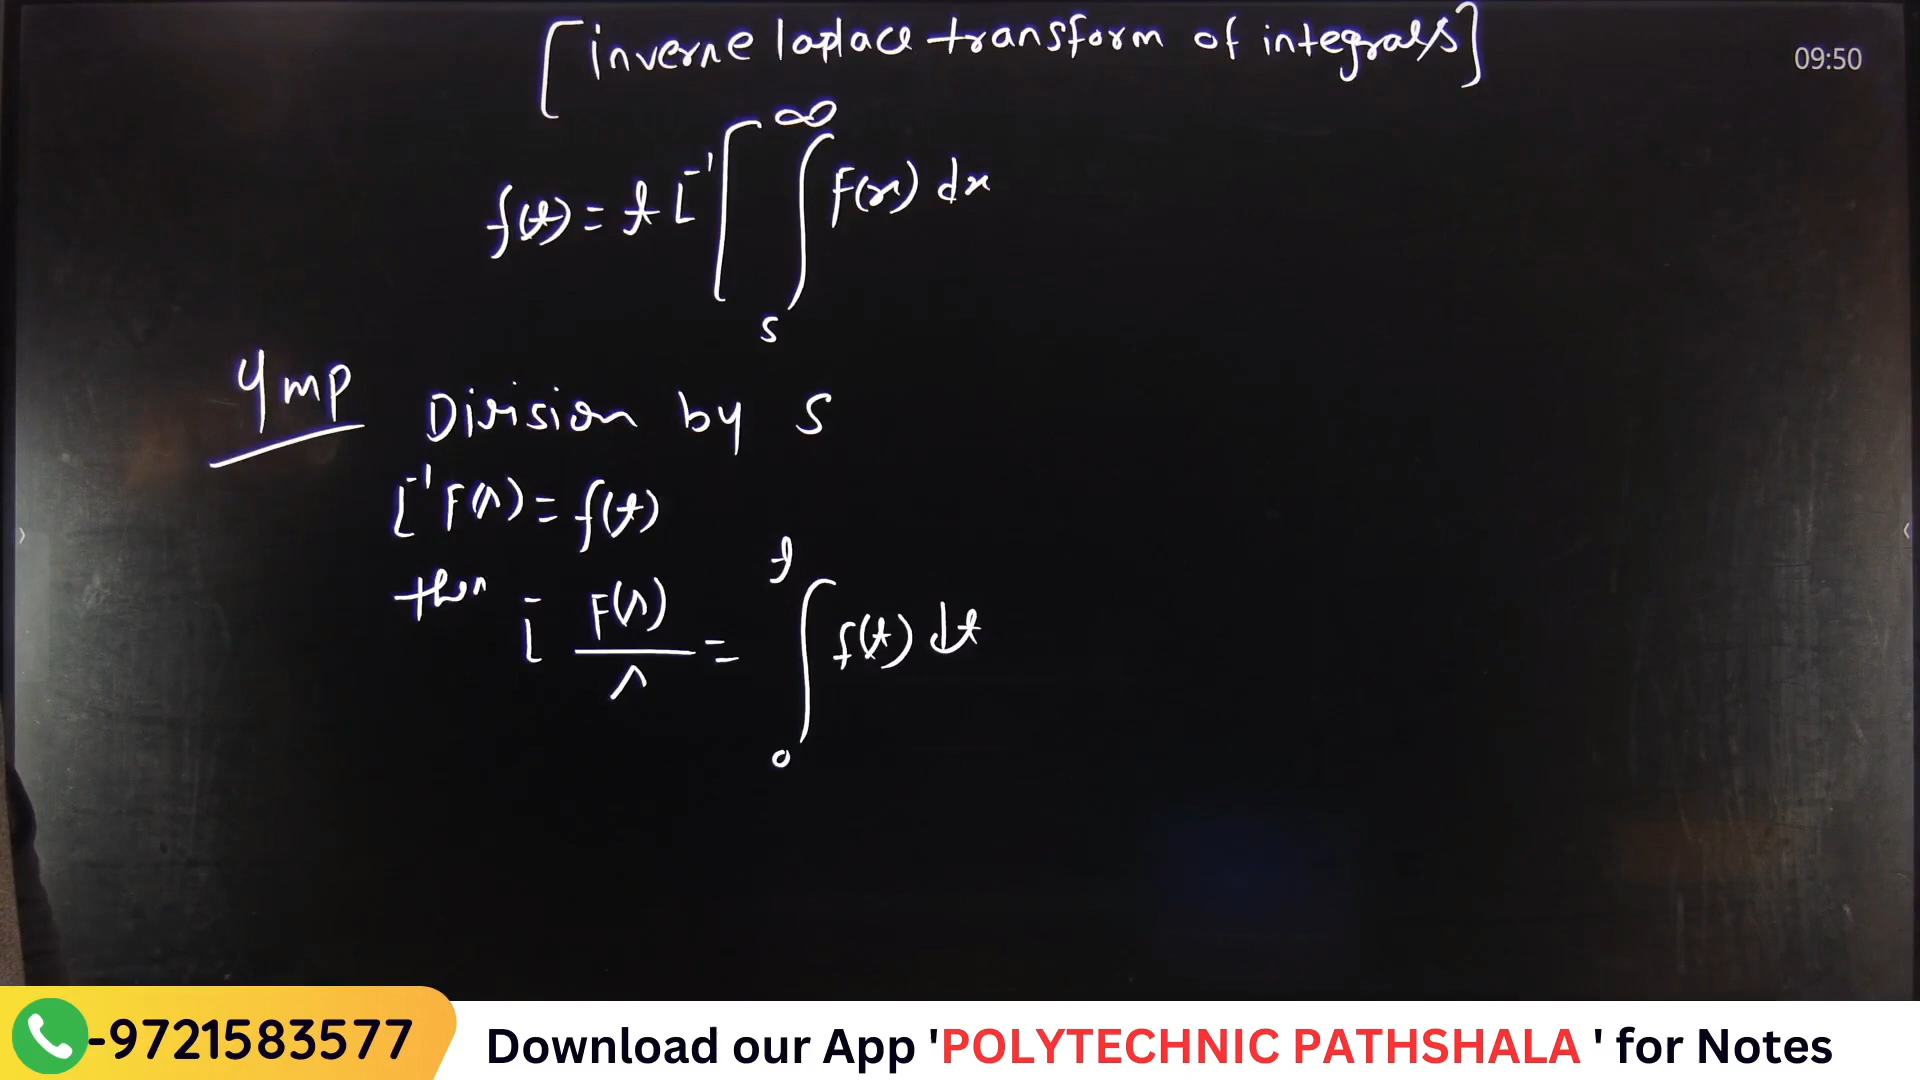 [inverse laplace transform of integrals]
09:50
f(t) = t L⁻¹[∫ₛ^∞ F(x) dx
Imp
Division by S
L⁻¹ F(s) = f(t)
then L⁻ F(s)/s = ∫₀ᵗ f(t) dt
-9721583577
Download our App 'POLYTECHNIC PATHSHALA ' for Notes